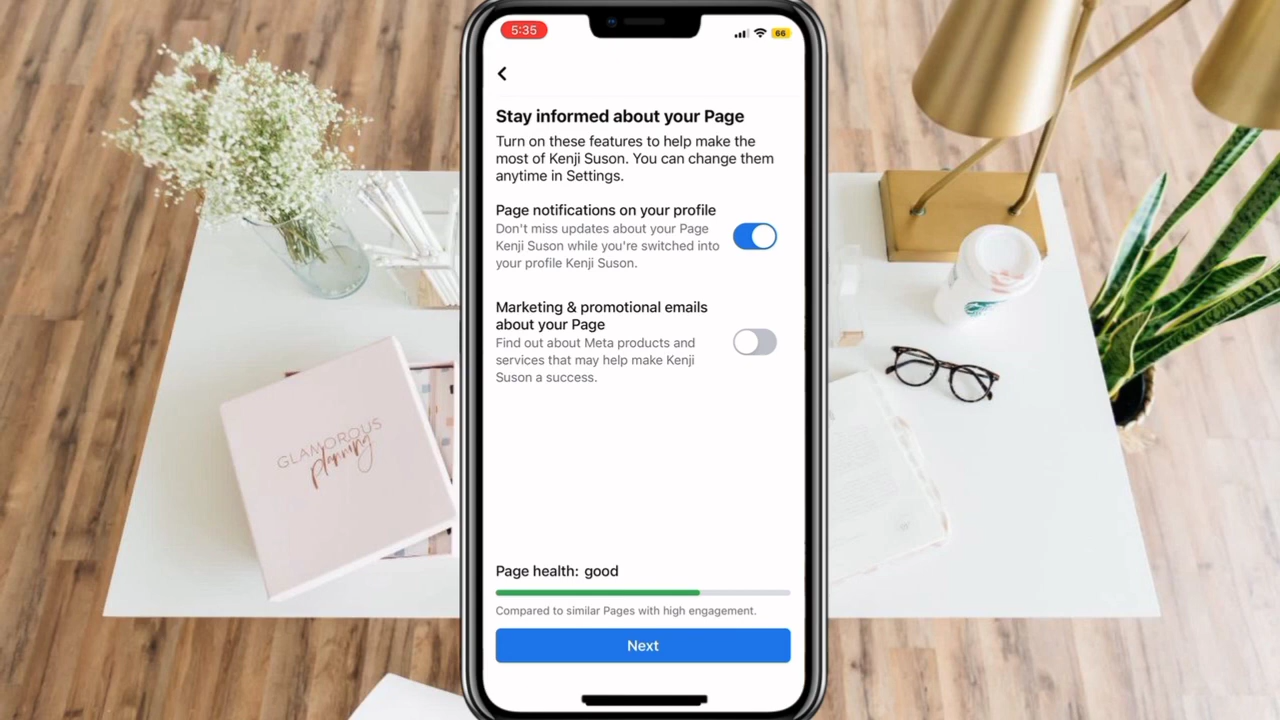 5:35
66
Stay informed about your Page
Turn on these features to help make the
most of Kenji Suson. You can change them
anytime in Settings.
Page notifications on your profile
Don't miss updates about your Page
Kenji Suson while you're switched into
your profile Kenji Suson.
Marketing & promotional emails
about your Page
Find out about Meta products and
services that may help make Kenji
Suson a success.
Page health: good
Compared to similar Pages with high engagement.
Next
GLAMOROUS
planning